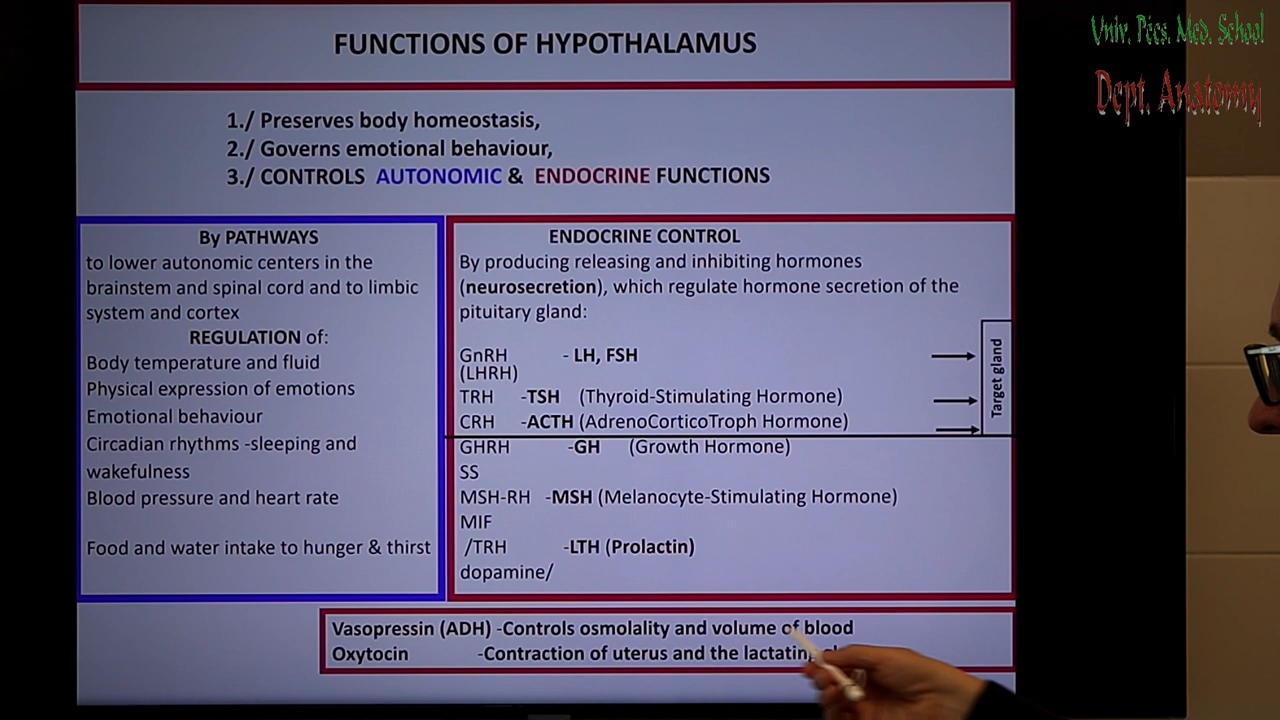 Univ. Pécs. Med. School
Dept. Anatomy
FUNCTIONS OF HYPOTHALAMUS
1./ Preserves body homeostasis,
2./ Governs emotional behaviour,
3./ CONTROLS AUTONOMIC & ENDOCRINE FUNCTIONS
By PATHWAYS
to lower autonomic centers in the
brainstem and spinal cord and to limbic
system and cortex
REGULATION of:
Body temperature and fluid
Physical expression of emotions
Emotional behaviour
Circadian rhythms -sleeping and
wakefulness
Blood pressure and heart rate
Food and water intake to hunger & thirst
ENDOCRINE CONTROL
By producing releasing and inhibiting hormones
(neurosecretion), which regulate hormone secretion of the
pituitary gland:
GnRH - LH, FSH
(LHRH)
TRH -TSH (Thyroid-Stimulating Hormone)
CRH -ACTH (AdrenoCorticoTroph Hormone)
Target gland
GHRH -GH (Growth Hormone)
SS
MSH-RH -MSH (Melanocyte-Stimulating Hormone)
MIF
/TRH -LTH (Prolactin)
dopamine/
Vasopressin (ADH) -Controls osmolality and volume of blood
Oxytocin -Contraction of uterus and the